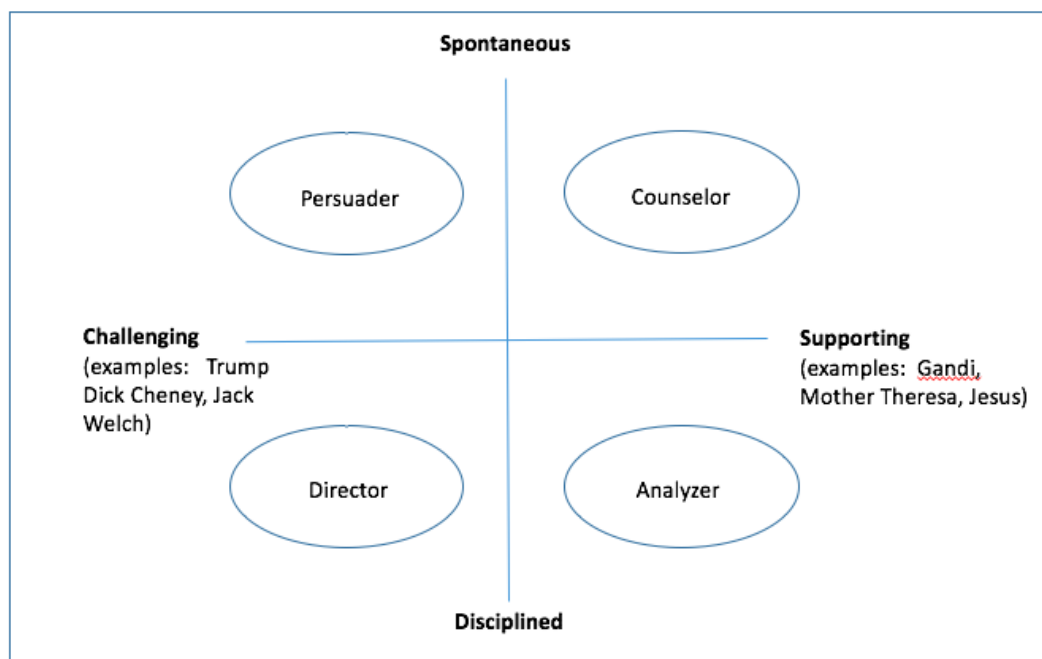 Spontaneous
Persuader
Counselor
Challenging
(examples:   Trump
Dick Cheney, Jack
Welch)
Supporting
(examples:  Gandi,
Mother Theresa, Jesus)
Director
Analyzer
Disciplined